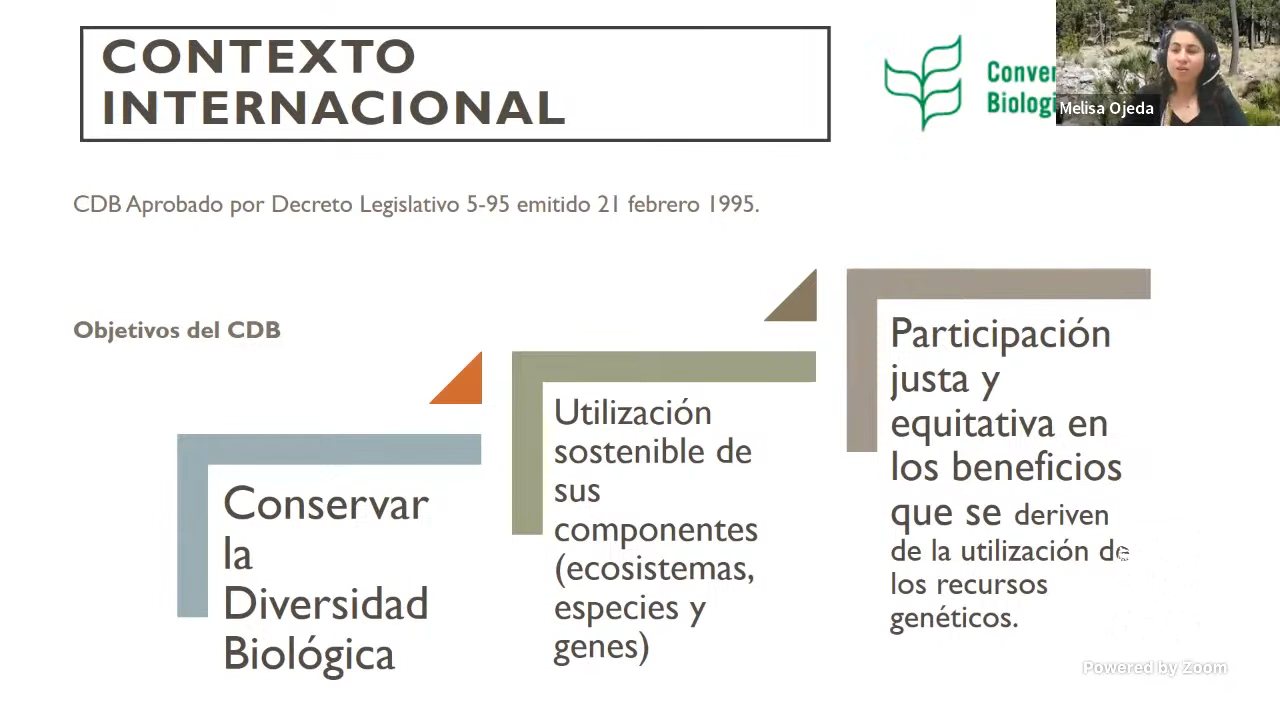 CONTEXTO
INTERNACIONAL
Melisa Ojeda
CDB Aprobado por Decreto Legislativo 5-95 emitido 21 febrero 1995.
Objetivos del CDB
Conservar
la
Diversidad
Biológica
Utilización
sostenible de
sus
componentes
(ecosistemas,
especies y
genes)
Participación
justa y
equitativa en
los beneficios
que se deriven
de la utilización de
los recursos
genéticos.
Powered by Zoom